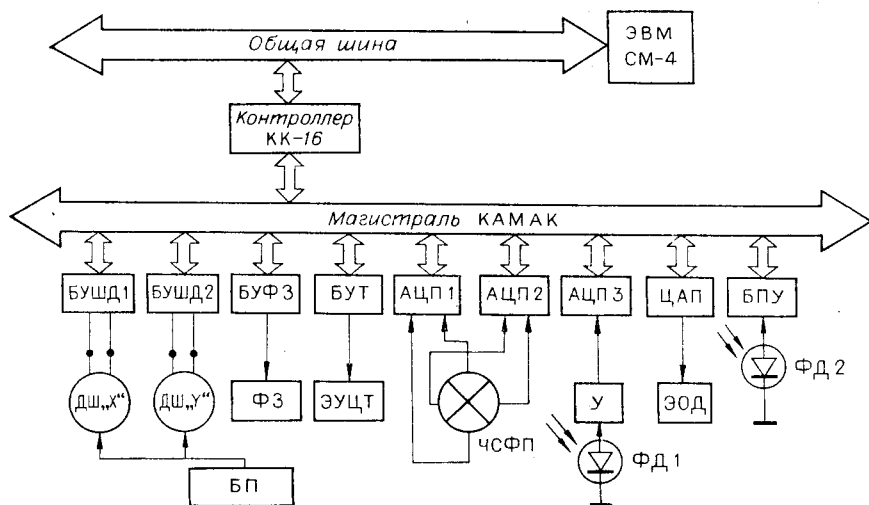 Общая шина
ЭВМ
СМ-4
Контроллер
КК-16
Магистраль КАМАК
БУШД1
БУШД2
БУФЗ
БУТ
АЦП1
АЦП2
АЦП3
ЦАП
БПУ
ДШ„X“
ДШ„Y“
ФЗ
ЭУЦТ
ЧСФП
У
ЭОД
ФД2
ФД1
БП